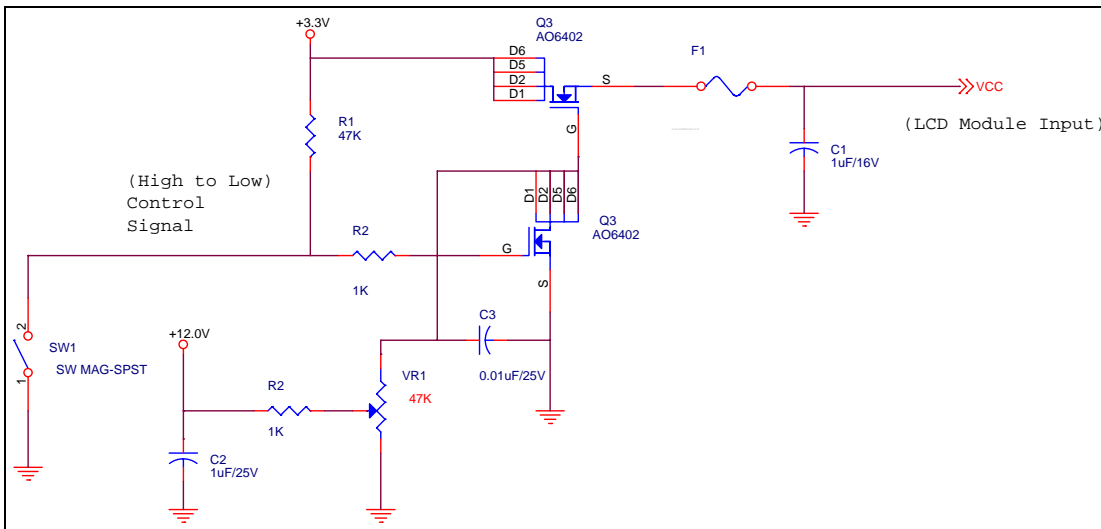 +3.3V
Q3
AO6402
D6
D5
D2
D1
S
G
F1
VCC
(LCD Module Input)
C1
1uF/16V
R1
47K
(High to Low)
Control
Signal
D1
D2
D5
D6
Q3
AO6402
G
S
R2
1K
2
1
SW1
SW MAG-SPST
+12.0V
C3
0.01uF/25V
R2
1K
VR1
47K
C2
1uF/25V